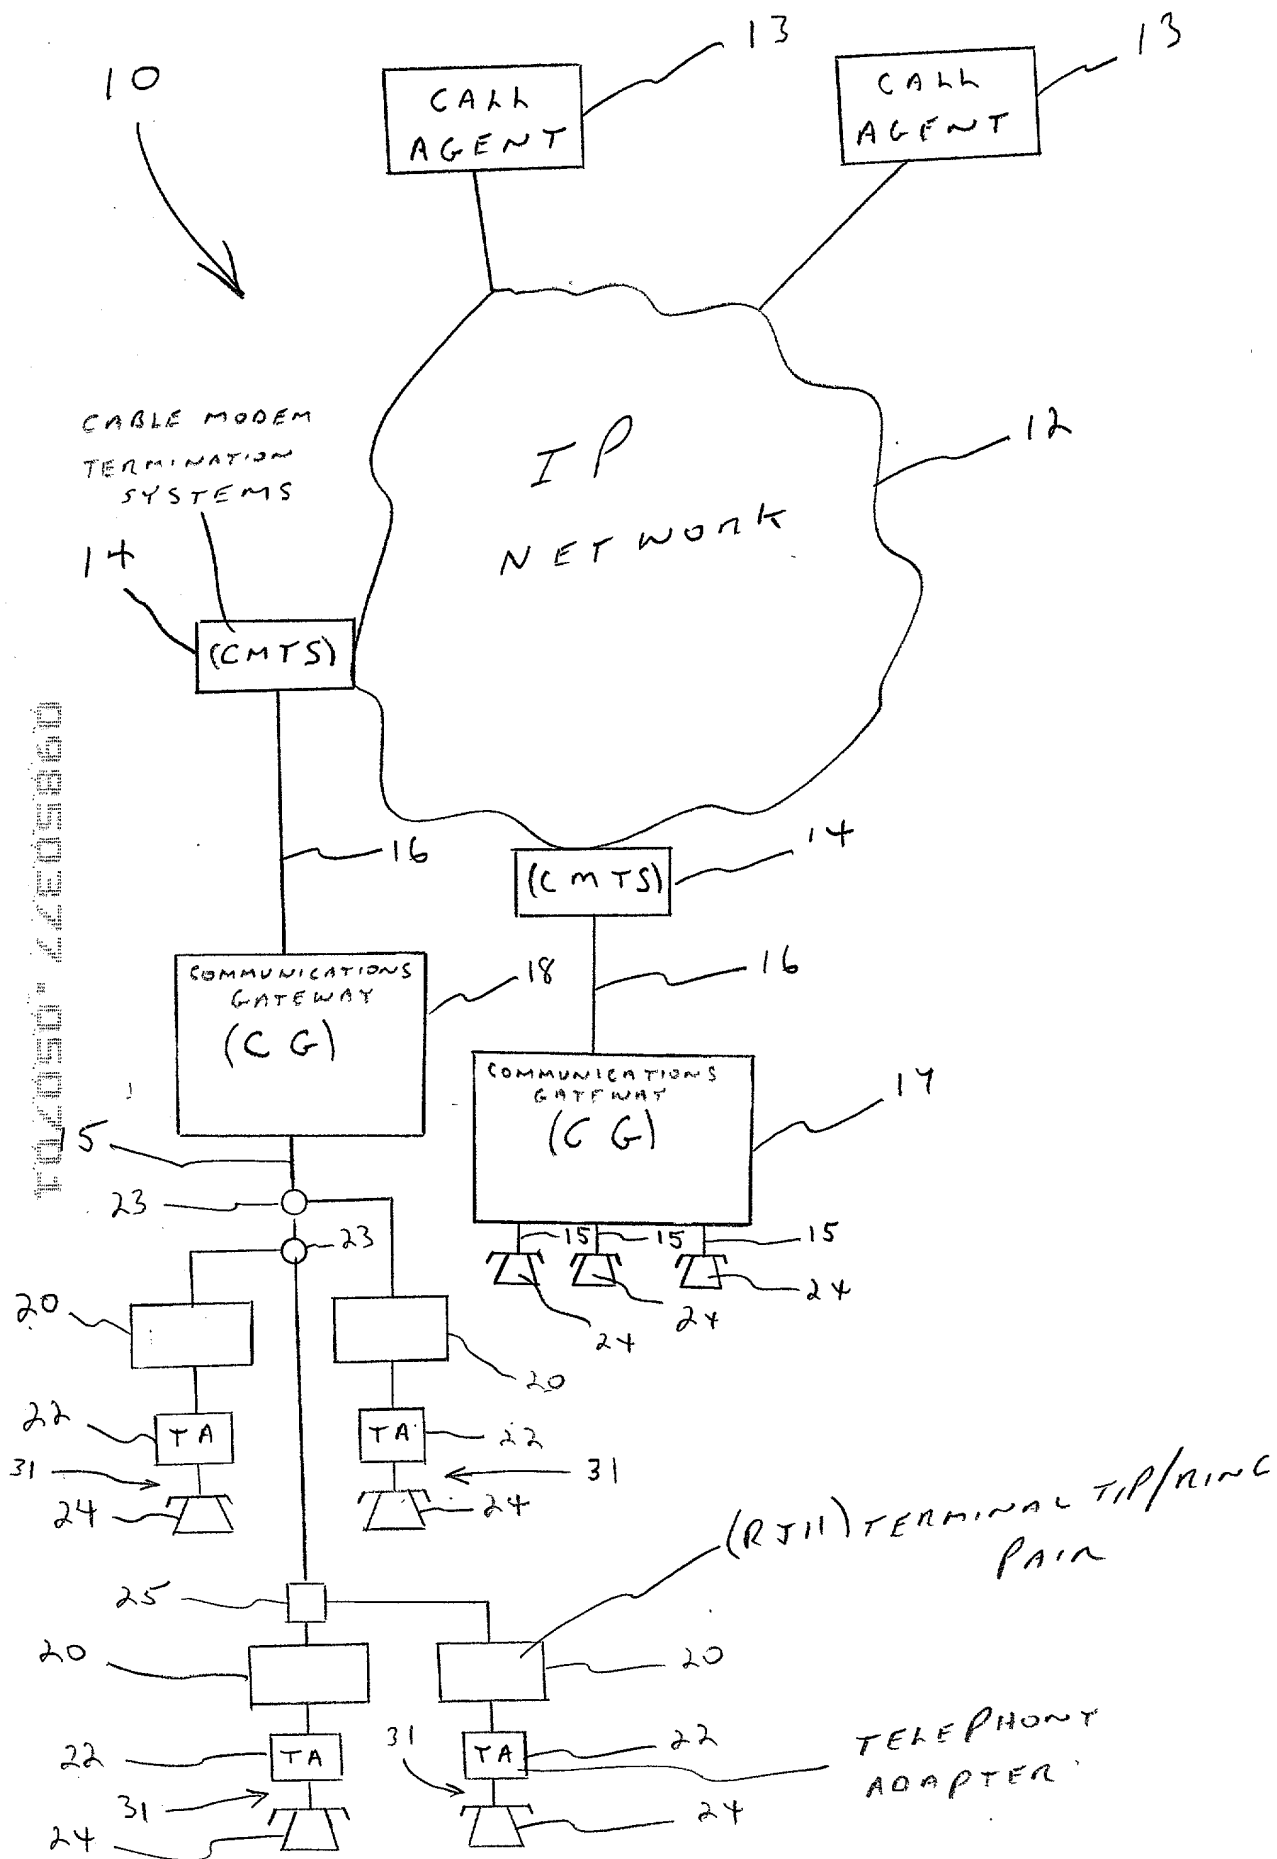 13
13
10
CALL
AGENT
CALL
AGENT
12
IP
NETWORK
CABLE MODEM
TERMINATION
SYSTEMS
14
(CMTS)
16
14
(CMTS)
16
COMMUNICATIONS
GATEWAY
(CG)
18
COMMUNICATIONS
GATEWAY
(CG)
17
09850377.050701
15
23
23
15
15
15
24
24
24
20
20
22
TA
TA
22
31
31
24
24
(RJ11) TERMINAL TIP/RING
PAIR
25
20
20
22
TA
31
TA
22
TELEPHONY
ADAPTER
31
24
24